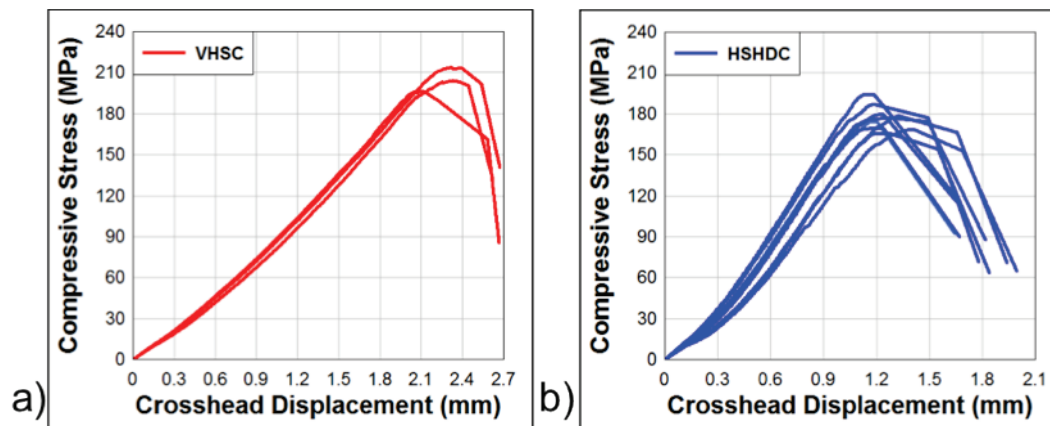 a)
Compressive Stress (MPa)
240
210
180
150
120
90
60
30
0
VHSC
0 0.3 0.6 0.9 1.2 1.5 1.8 2.1 2.4 2.7
Crosshead Displacement (mm)
b)
Compressive Stress (MPa)
240
210
180
150
120
90
60
30
0
HSHDC
0 0.3 0.6 0.9 1.2 1.5 1.8 2.1
Crosshead Displacement (mm)